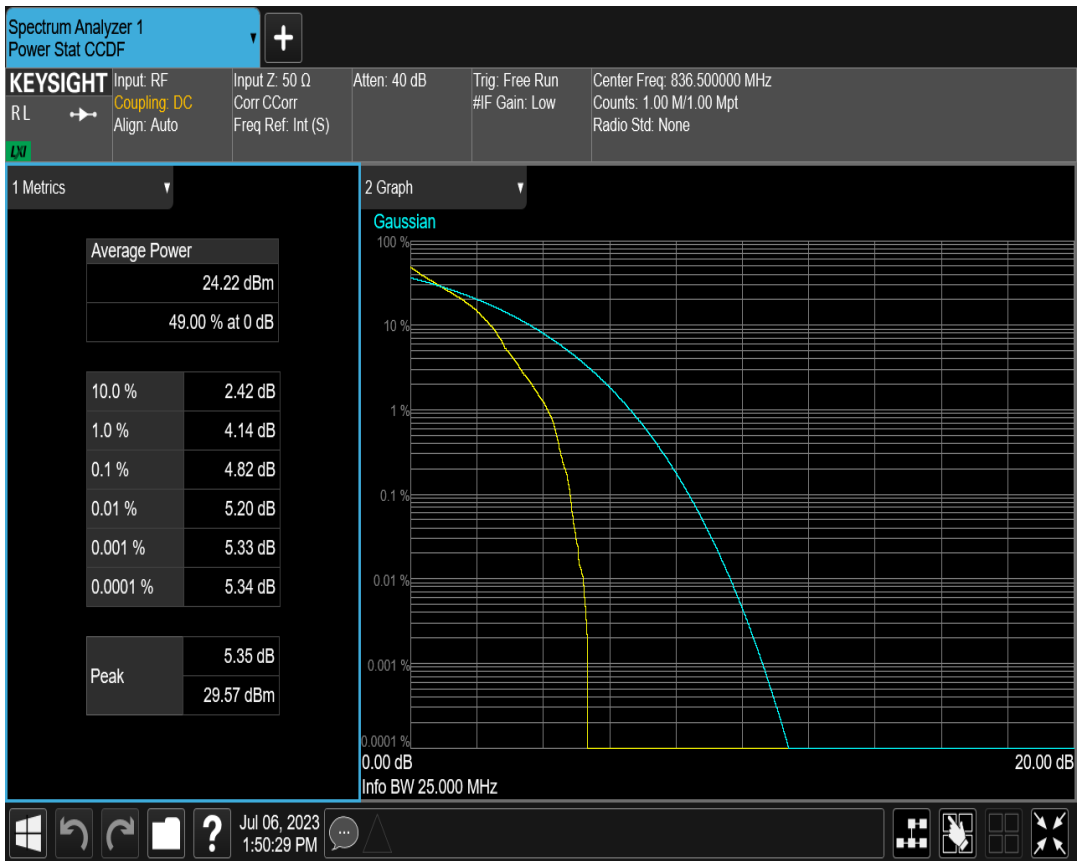 Spectrum Analyzer 1
Power Stat CCDF
KEYSIGHT
RL
LXI
Input: RF
Coupling: DC
Align: Auto
Input Z: 50 Ω
Corr CCorr
Freq Ref: Int (S)
Atten: 40 dB
Trig: Free Run
#IF Gain: Low
Center Freq: 836.500000 MHz
Counts: 1.00 M/1.00 Mpt
Radio Std: None
1 Metrics
Average Power
24.22 dBm
49.00 % at 0 dB
10.0 % 2.42 dB
1.0 % 4.14 dB
0.1 % 4.82 dB
0.01 % 5.20 dB
0.001 % 5.33 dB
0.0001 % 5.34 dB
Peak
5.35 dB
29.57 dBm
2 Graph
Gaussian
100 %
10 %
1 %
0.1 %
0.01 %
0.001 %
0.0001 %
0.00 dB 20.00 dB
Info BW 25.000 MHz
Jul 06, 2023
1:50:29 PM